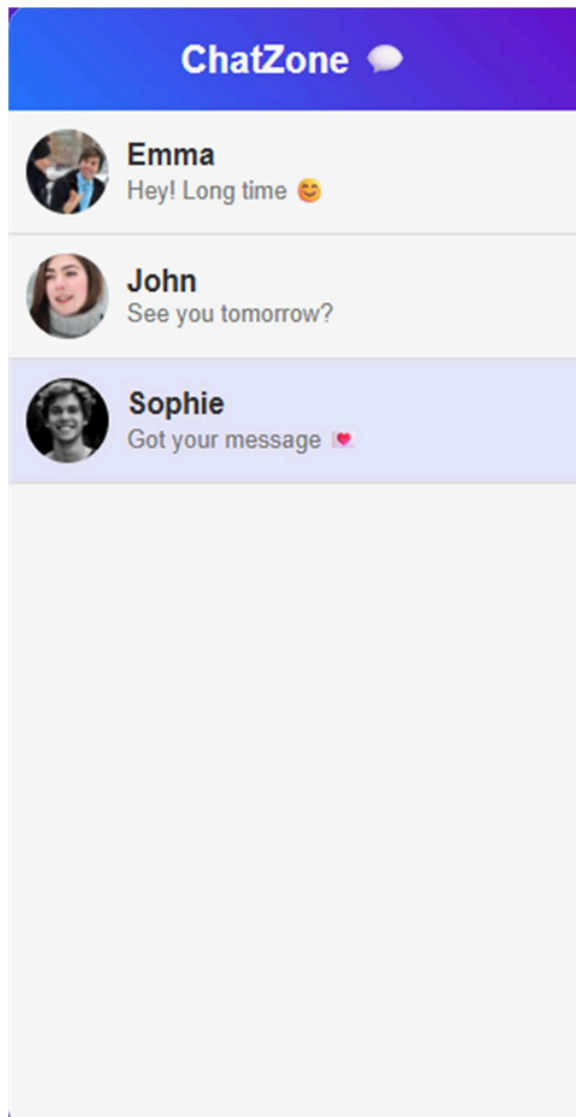 ChatZone 💬
Emma
Hey! Long time 😊
John
See you tomorrow?
Sophie
Got your message 💌